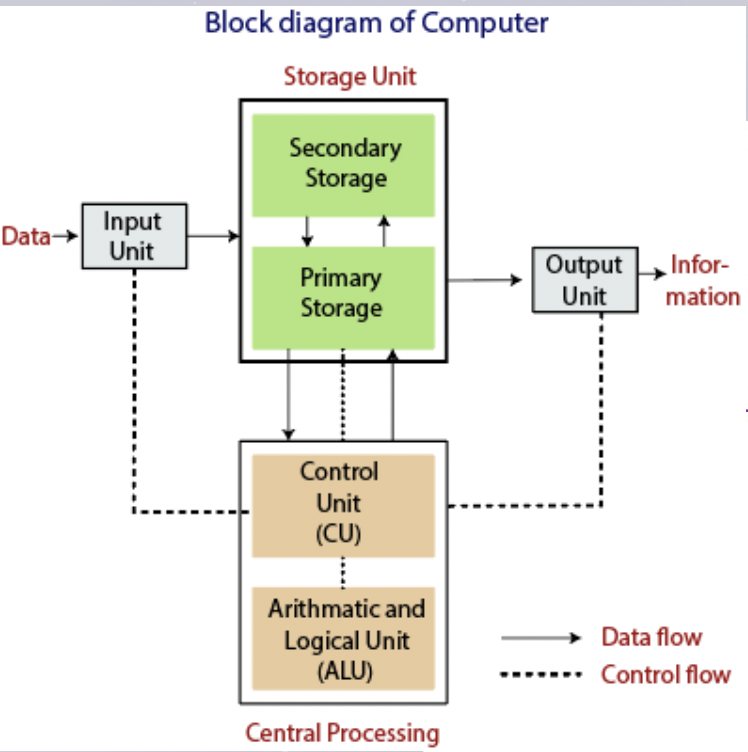 Block diagram of Computer
Storage Unit
Secondary
Storage
Data
Input
Unit
Primary
Storage
Output
Unit
Infor-
mation
Control
Unit
(CU)
Arithmatic and
Logical Unit
(ALU)
Data flow
Control flow
Central Processing